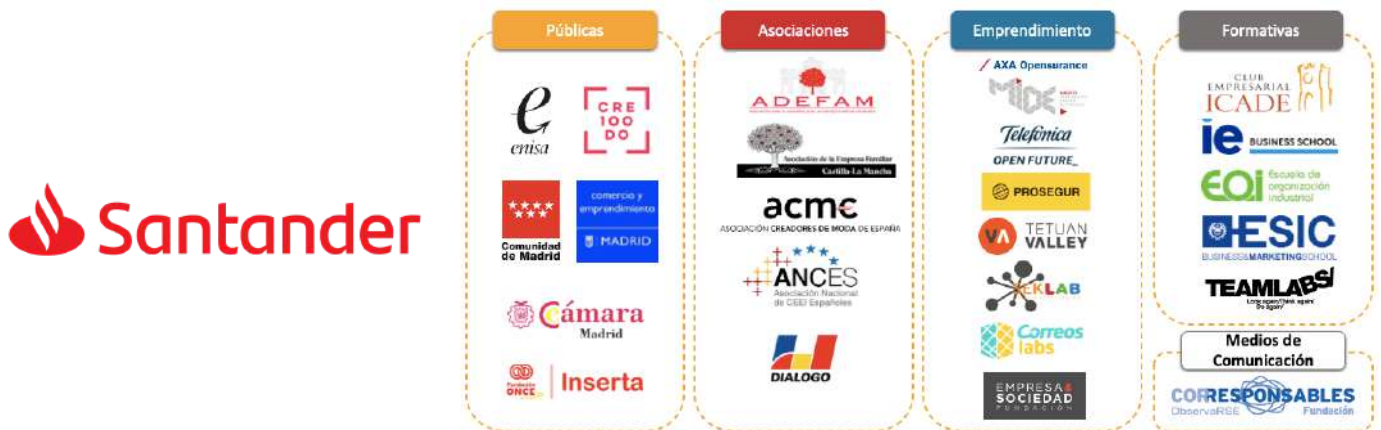 Santander
Públicas
enisa
CRE
100
DO
Comunidad
de Madrid
comercio y
emprendimiento
MADRID
Cámara
Madrid
Fundación
ONCE
Inserta
Asociaciones
ADEFAM
Asociación de la Empresa Familiar
Castilla-La Mancha
acme
ASOCIACIÓN CREADORES DE MODA DE ESPAÑA
ANCES
Asociación Nacional
de CEEI Españoles
DIALOGO
Emprendimiento
AXA Opensurance
MIDE
Telefónica
OPEN FUTURE_
PROSEGUR
VA
TETUAN
VALLEY
KLAB
Correos
labs
EMPRESA&
SOCIEDAD
FUNDACIÓN
Formativas
CLUB
EMPRESARIAL
ICADE
ie BUSINESS SCHOOL
EOi
Escuela de
organización
industrial
ESIC
BUSINESS&MARKETINGSCHOOL
TEAMLABS/
Medios de
Comunicación
CORRESPONSABLES
ObservaRSE
Fundación